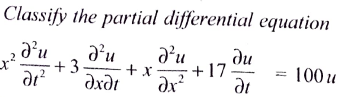 Classify the partial differential equation
x² ∂²u/∂t² + 3 ∂²u/∂x∂t + x ∂²u/∂x² + 17 ∂u/∂t = 100 u